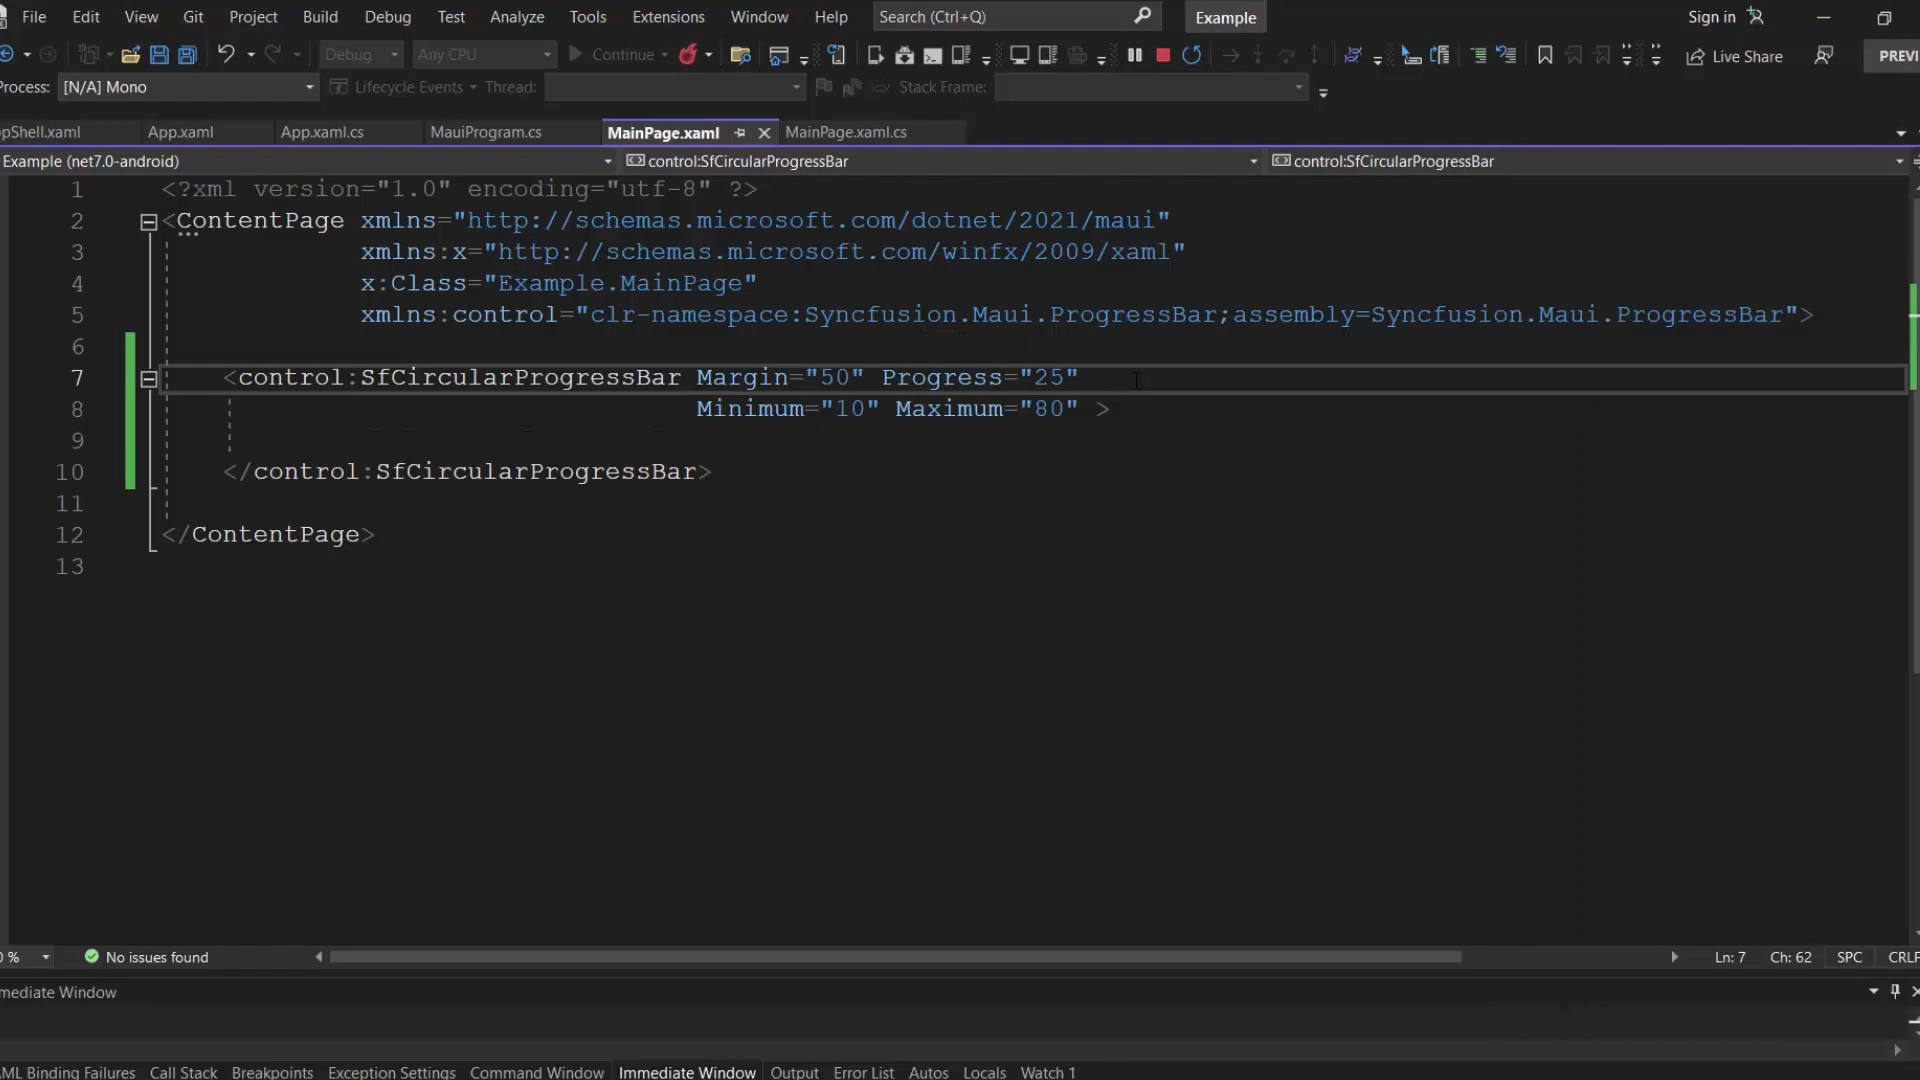 File Edit View Git Project Build Debug Test Analyze Tools Extensions Window Help Search (Ctrl+Q) Example Sign in
Debug Any CPU Continue Live Share PREVI
Process: [N/A] Mono Lifecycle Events Thread: Stack Frame:
pShell.xaml App.xaml App.xaml.cs MauiProgram.cs MainPage.xaml MainPage.xaml.cs
Example (net7.0-android) control:SfCircularProgressBar control:SfCircularProgressBar
1 <?xml version="1.0" encoding="utf-8" ?>
2 <ContentPage xmlns="http://schemas.microsoft.com/dotnet/2021/maui"
3 xmlns:x="http://schemas.microsoft.com/winfx/2009/xaml"
4 x:Class="Example.MainPage"
5 xmlns:control="clr-namespace:Syncfusion.Maui.ProgressBar;assembly=Syncfusion.Maui.ProgressBar">
6
7 <control:SfCircularProgressBar Margin="50" Progress="25"
8 Minimum="10" Maximum="80" >
9
10 </control:SfCircularProgressBar>
11
12 </ContentPage>
13
0 % No issues found Ln: 7 Ch: 62 SPC CRLF
mediate Window
AML Binding Failures Call Stack Breakpoints Exception Settings Command Window Immediate Window Output Error List Autos Locals Watch 1